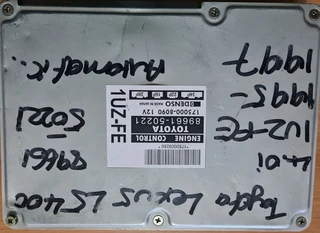 Toyota Lexus LS400
4.0i 89661
1UZ-FE 50221
1995-
1997 Automatic..
ENGINE CONTROL
TOYOTA
89661-50221
175000-8090 12V
DENSO MADE IN JAPAN
1UZ-FE